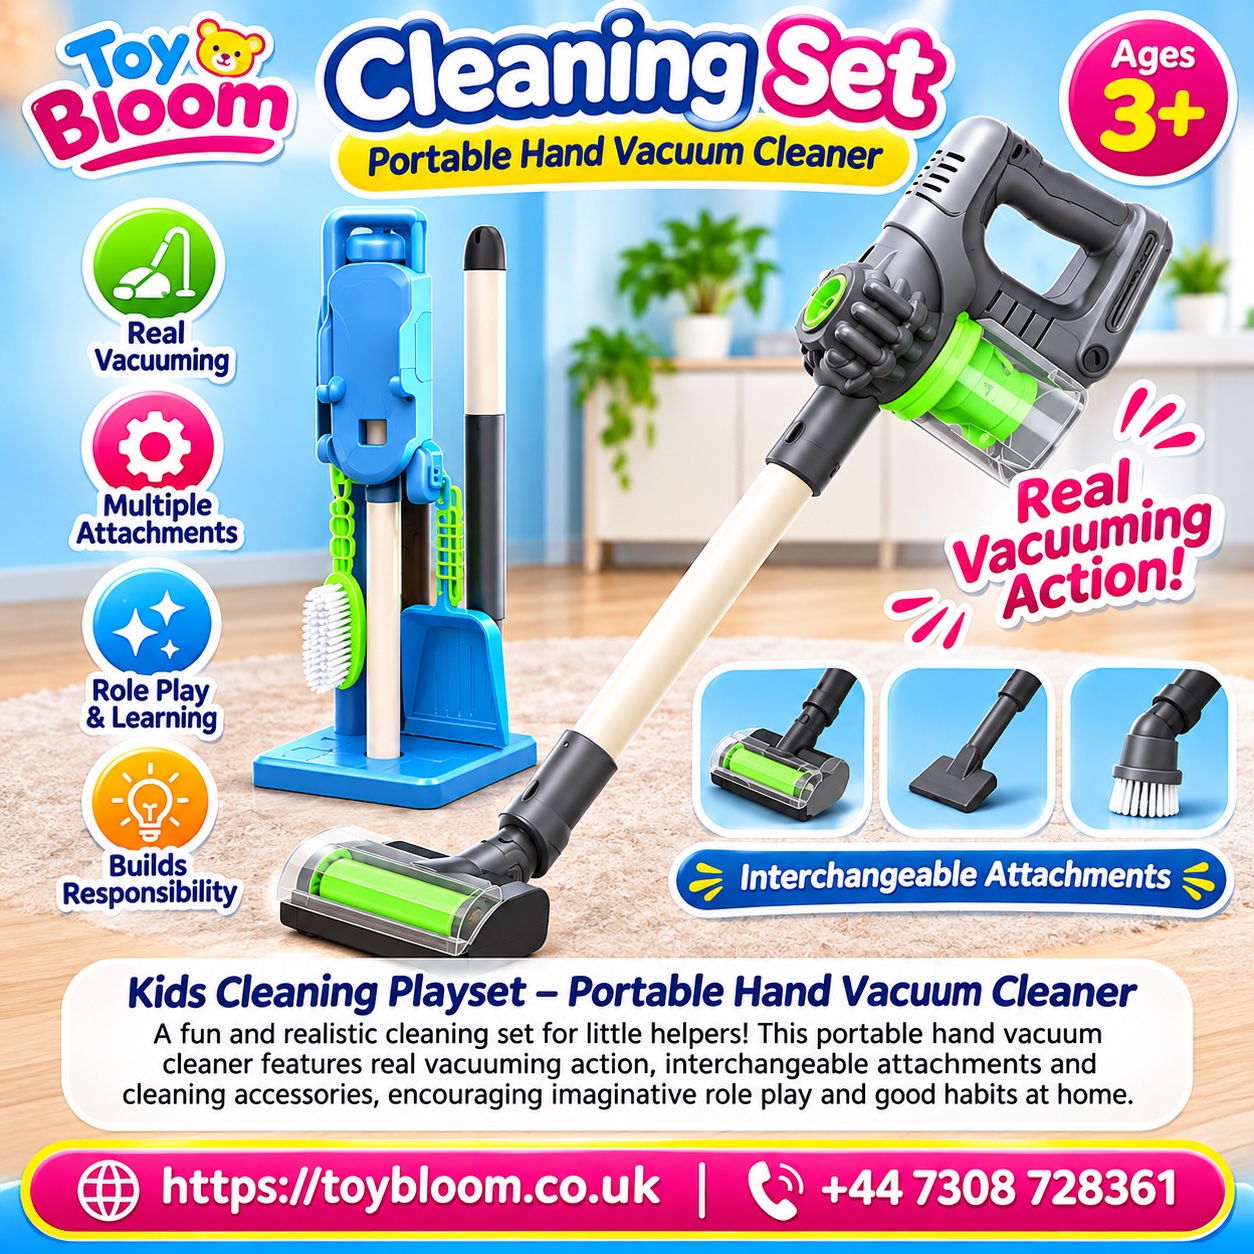 Toy
Bloom
Cleaning Set
Portable Hand Vacuum Cleaner
Ages
3+
Real
Vacuuming
Multiple
Attachments
Role Play
& Learning
Builds
Responsibility
Real
Vacuuming
Action!
Interchangeable Attachments
Kids Cleaning Playset – Portable Hand Vacuum Cleaner
A fun and realistic cleaning set for little helpers! This portable hand vacuum
cleaner features real vacuuming action, interchangeable attachments and
cleaning accessories, encouraging imaginative role play and good habits at home.
https://toybloom.co.uk | +44 7308 728361